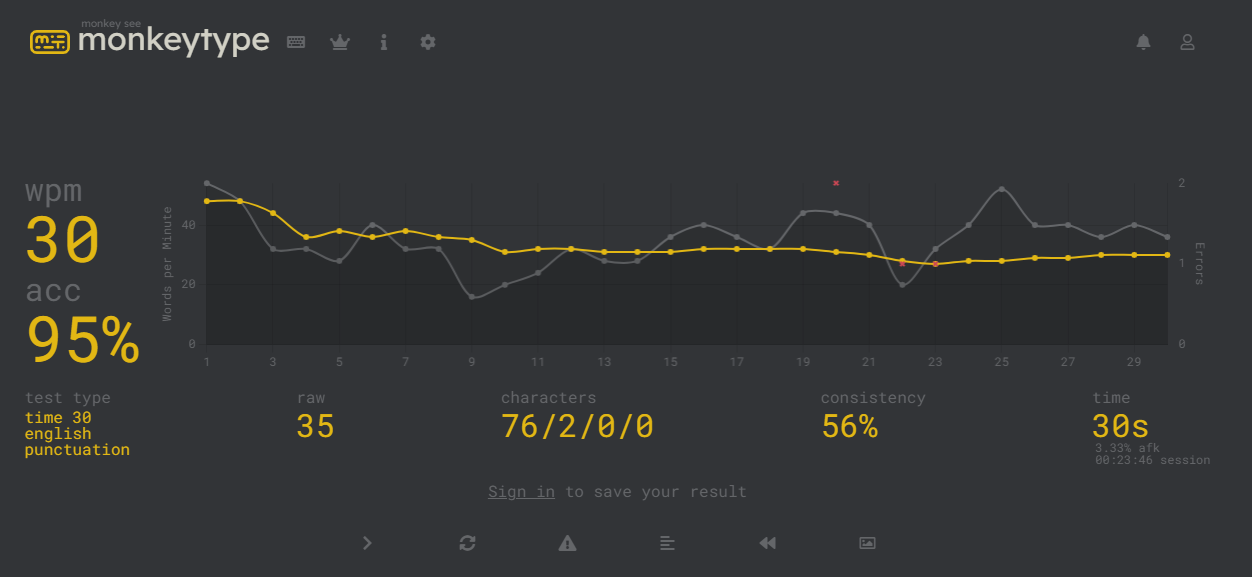 monkey see
monkeytype
wpm
30
acc
95%
Words per Minute
40
20
0
2
1
0
Errors
1 3 5 7 9 11 13 15 17 19 21 23 25 27 29
test type
time 30
english
punctuation
raw
35
characters
76/2/0/0
consistency
56%
time
30s
3.33% afk
00:23:46 session
Sign in to save your result